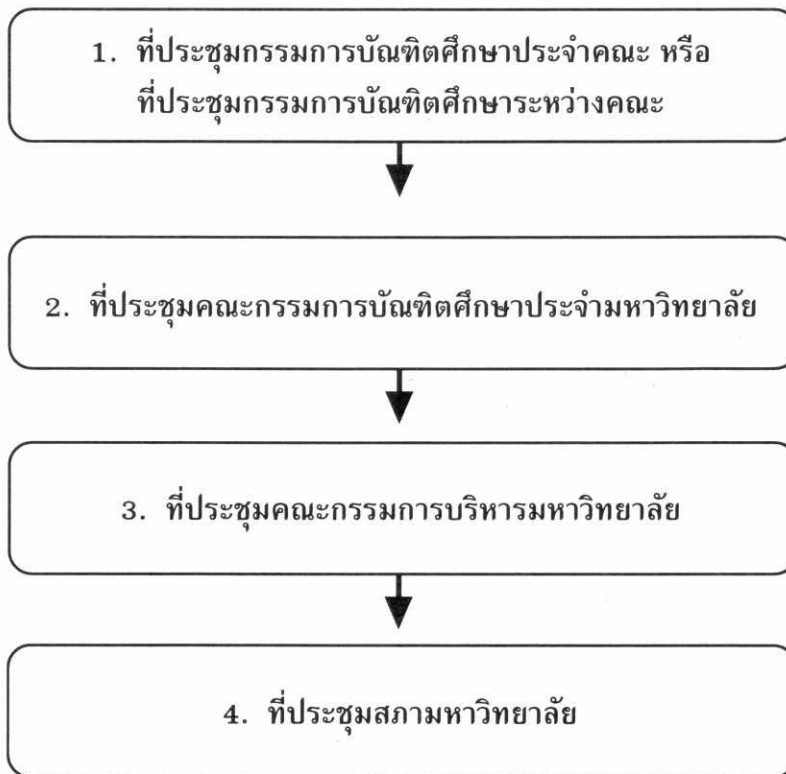 1. ที่ประชุมกรรมการบัณฑิตศึกษาประจำคณะ หรือ
ที่ประชุมกรรมการบัณฑิตศึกษาระหว่างคณะ
2. ที่ประชุมคณะกรรมการบัณฑิตศึกษาประจำมหาวิทยาลัย
3. ที่ประชุมคณะกรรมการบริหารมหาวิทยาลัย
4. ที่ประชุมสภามหาวิทยาลัย